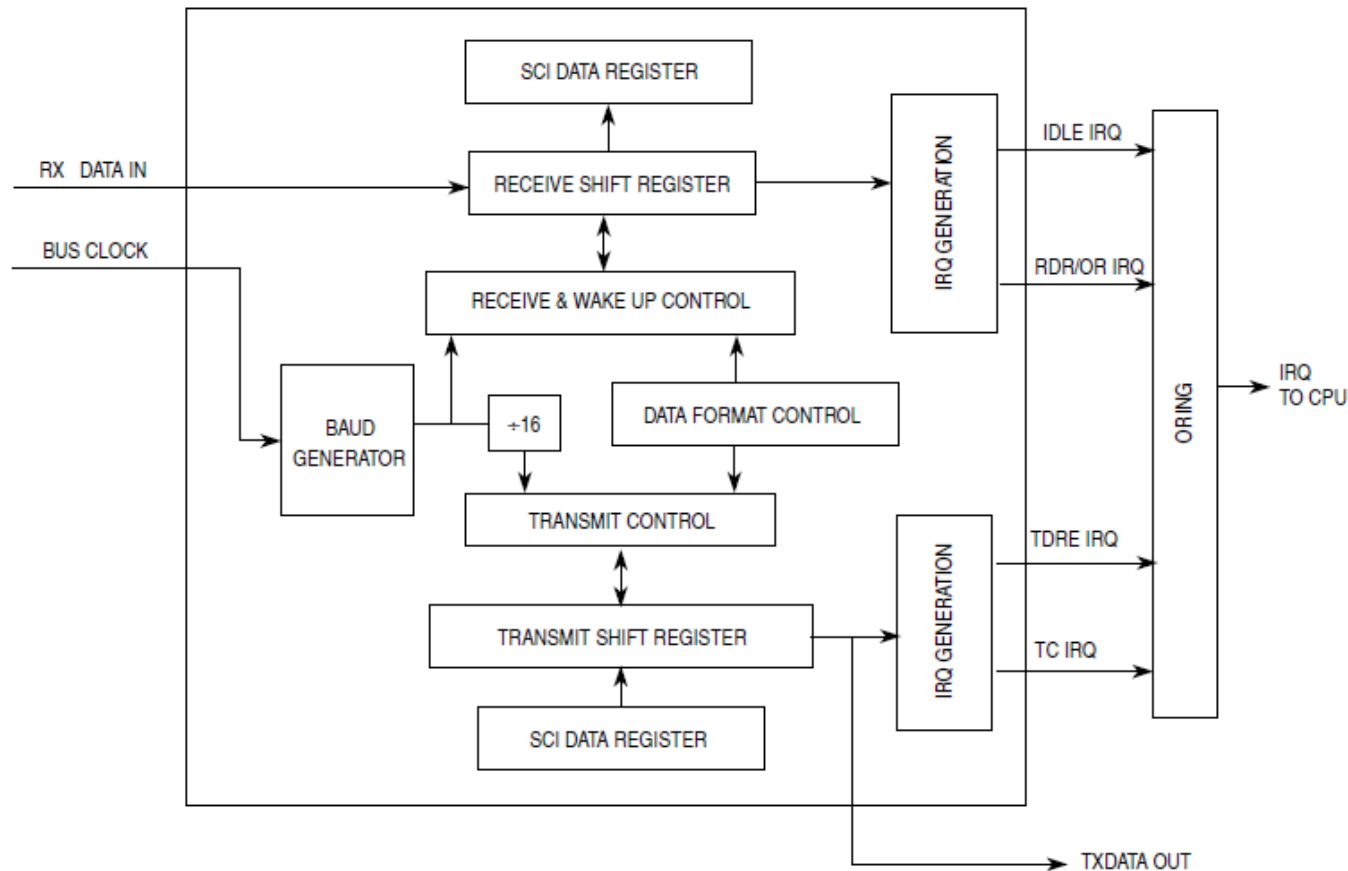 SCI DATA REGISTER
RX DATA IN
RECEIVE SHIFT REGISTER
IRQ GENERATION
IDLE IRQ
BUS CLOCK
RECEIVE & WAKE UP CONTROL
RDR/OR IRQ
BAUD
GENERATOR
÷16
DATA FORMAT CONTROL
ORING
IRQ
TO CPU
TRANSMIT CONTROL
IRQ GENERATION
TDRE IRQ
TRANSMIT SHIFT REGISTER
TC IRQ
SCI DATA REGISTER
TXDATA OUT